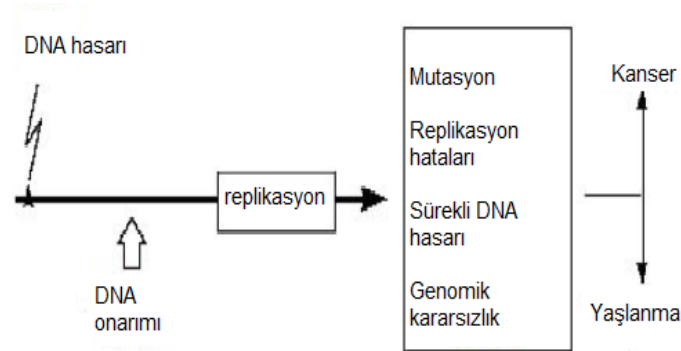 DNA hasarı
replikasyon
DNA
onarımı
Mutasyon
Replikasyon
hataları
Sürekli DNA
hasarı
Genomik
kararsızlık
Kanser
Yaşlanma